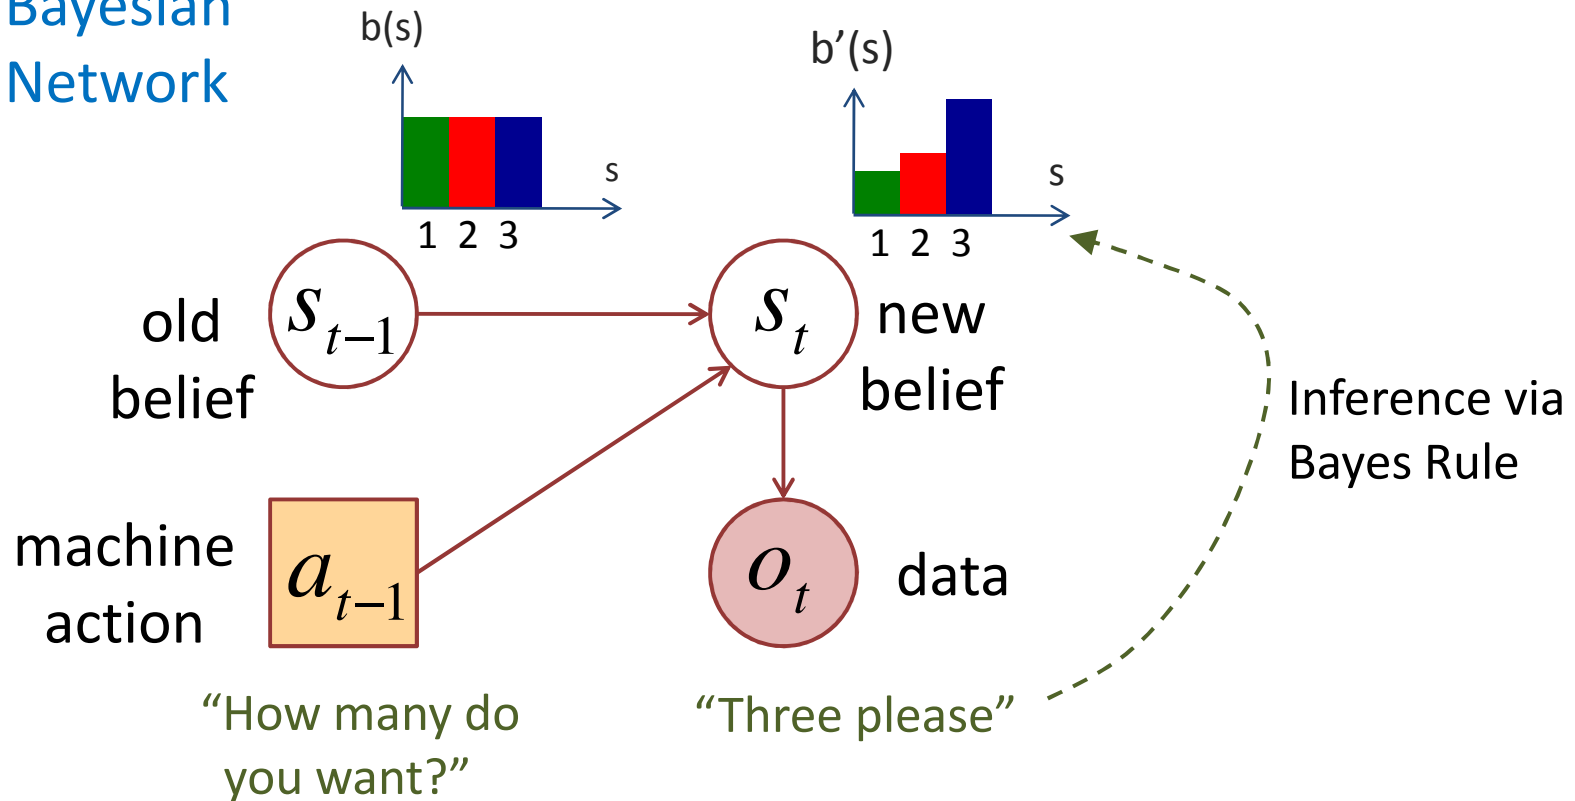 Bayesian
Network
b(s)
s
1 2 3
b’(s)
s
1 2 3
old
belief
s_{t−1}
s_t
new
belief
Inference via
Bayes Rule
machine
action
a_{t−1}
o_t
data
“How many do
you want?”
“Three please”